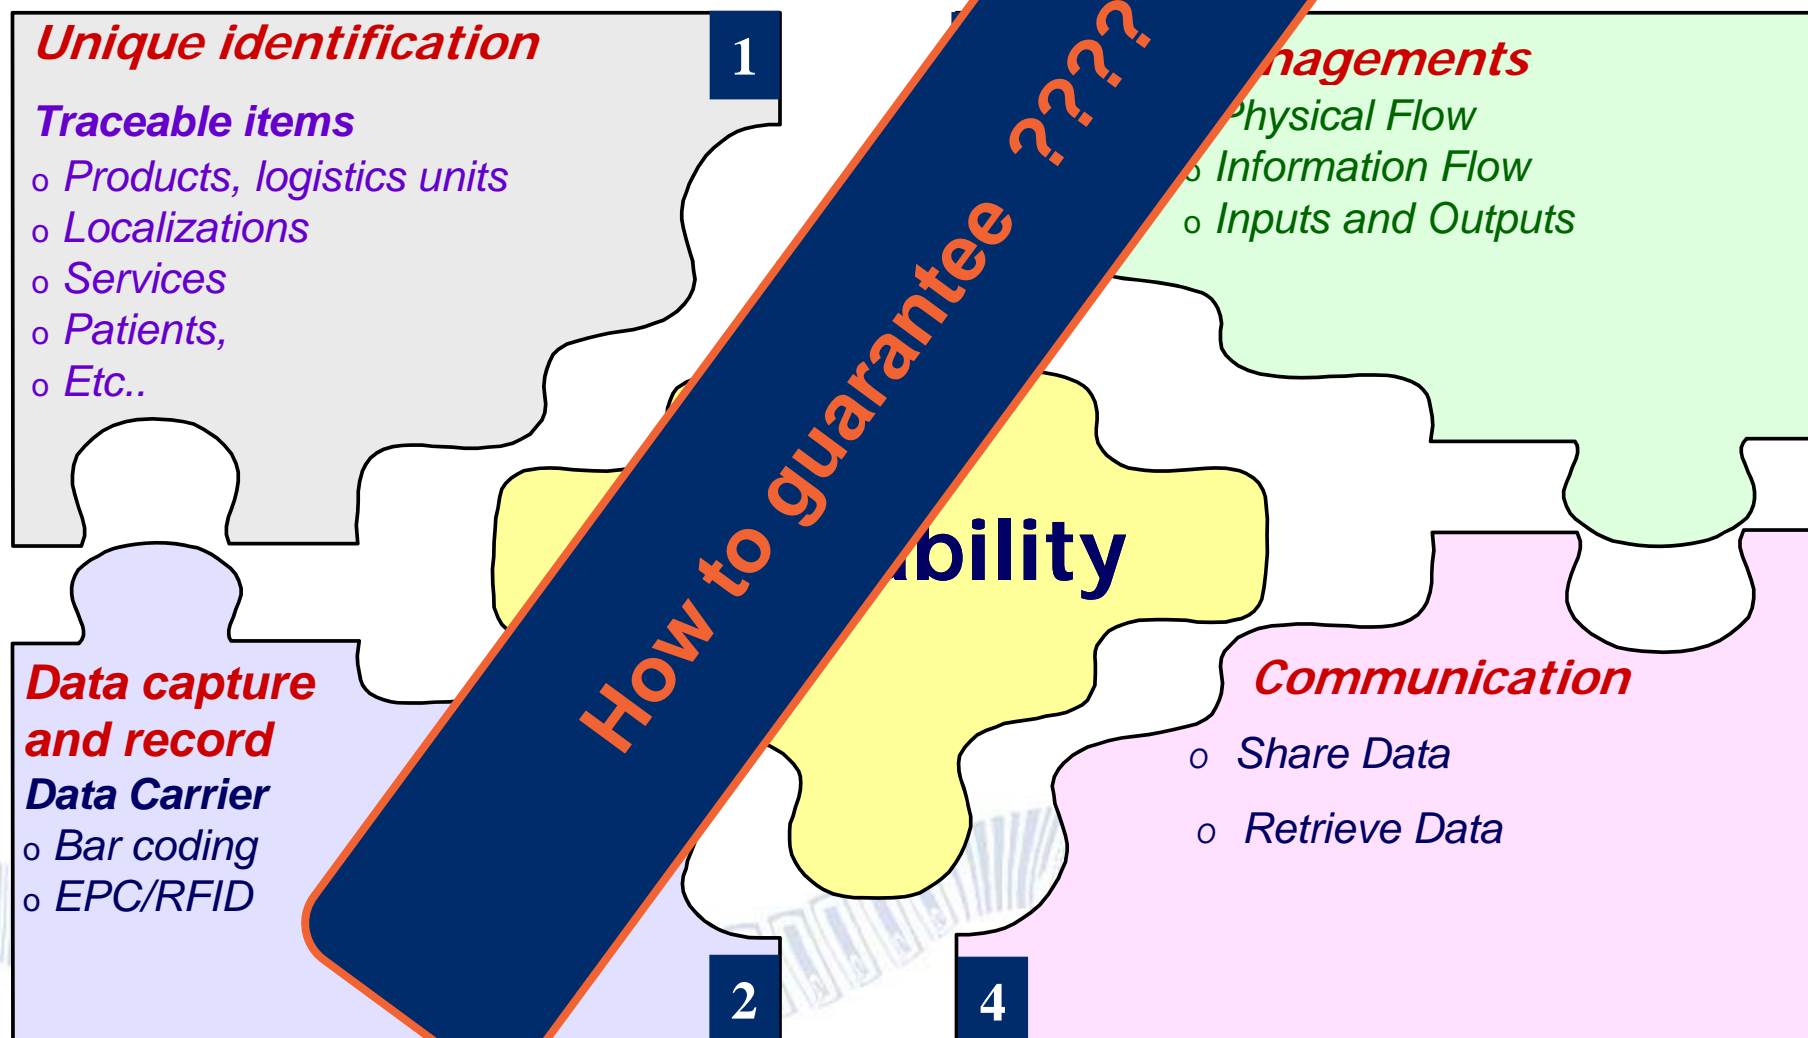 Unique identification
1
Traceable items
o Products, logistics units
o Localizations
o Services
o Patients,
o Etc..
nagements
Physical Flow
o Information Flow
o Inputs and Outputs
How to guarantee ????
bility
Data capture
and record
Data Carrier
o Bar coding
o EPC/RFID
2
Communication
o Share Data
o Retrieve Data
4